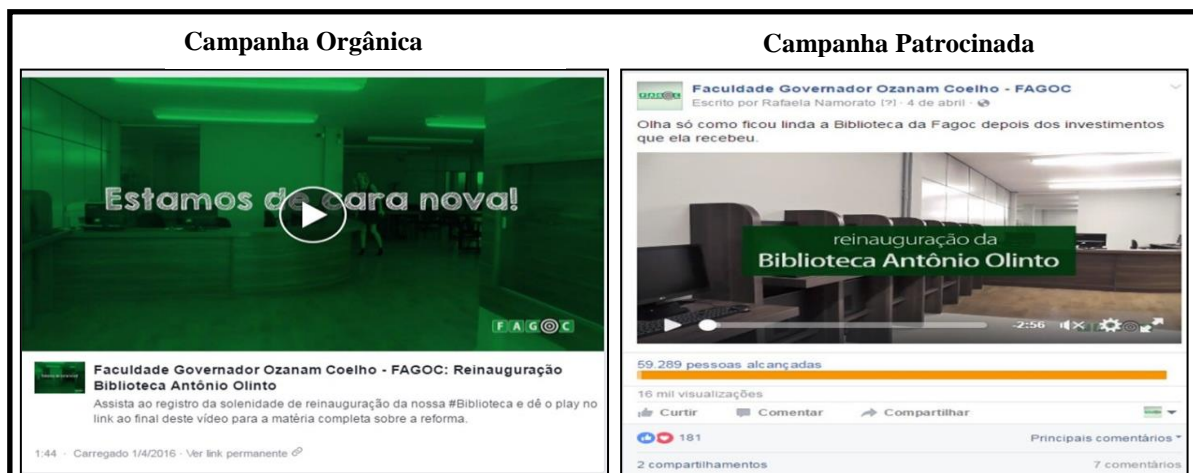 Campanha Orgânica
Estamos de cara nova!
FAGOC
Faculdade Governador Ozanam Coelho - FAGOC: Reinauguração
Biblioteca Antônio Olinto
Assista ao registro da solenidade de reinauguração da nossa #Biblioteca e dê o play no
link ao final deste vídeo para a matéria completa sobre a reforma.
1:44 · Carregado 1/4/2016 · Ver link permanente
Campanha Patrocinada
Faculdade Governador Ozanam Coelho - FAGOC
Escrito por Rafaela Namorato [?] · 4 de abril ·
Olha só como ficou linda a Biblioteca da Fagoc depois dos investimentos
que ela recebeu.
reinauguração da
Biblioteca Antônio Olinto
-2:56
59.289 pessoas alcançadas
16 mil visualizações
Curtir Comentar Compartilhar
181 Principais comentários
2 compartilhamentos 7 comentários